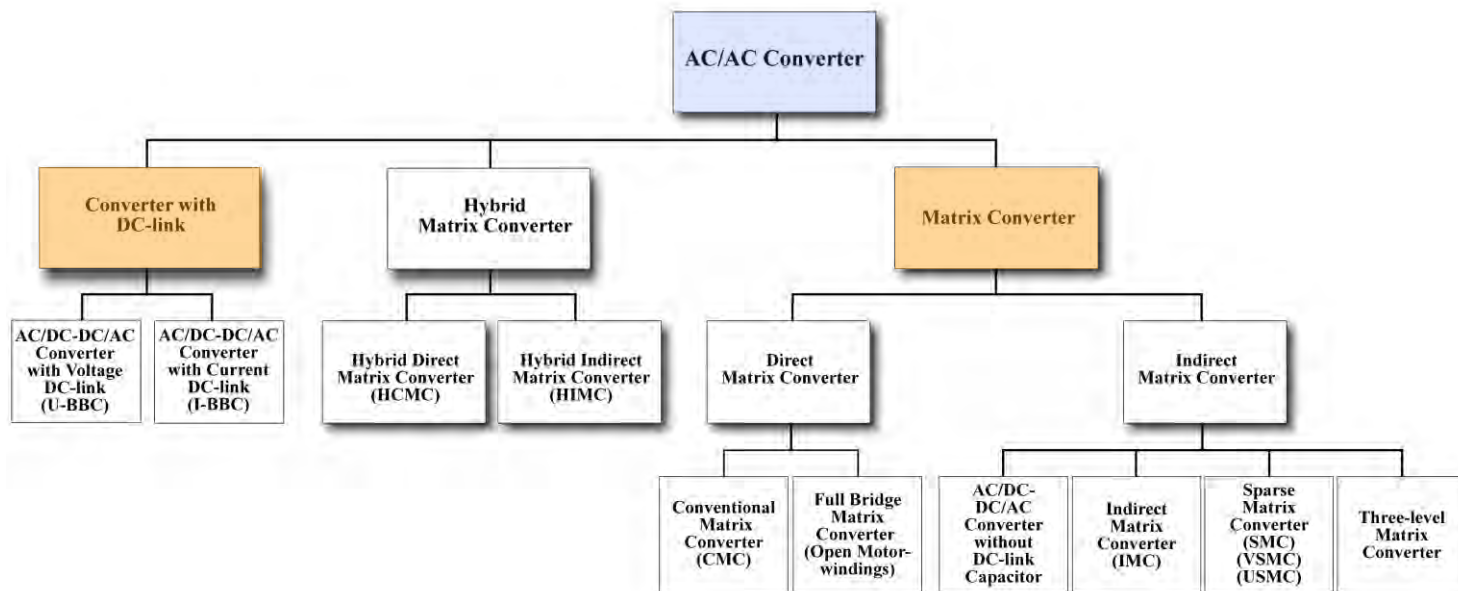 AC/AC Converter
Converter with
DC-link
Hybrid
Matrix Converter
Matrix Converter
AC/DC-DC/AC
Converter
with Voltage
DC-link
(U-BBC)
AC/DC-DC/AC
Converter
with Current
DC-link
(I-BBC)
Hybrid Direct
Matrix Converter
(HCMC)
Hybrid Indirect
Matrix Converter
(HIMC)
Direct
Matrix Converter
Indirect
Matrix Converter
Conventional
Matrix
Converter
(CMC)
Full Bridge
Matrix
Converter
(Open Motor-
windings)
AC/DC-
DC/AC
Converter
without
DC-link
Capacitor
Indirect
Matrix
Converter
(IMC)
Sparse
Matrix
Converter
(SMC)
(VSMC)
(USMC)
Three-level
Matrix
Converter